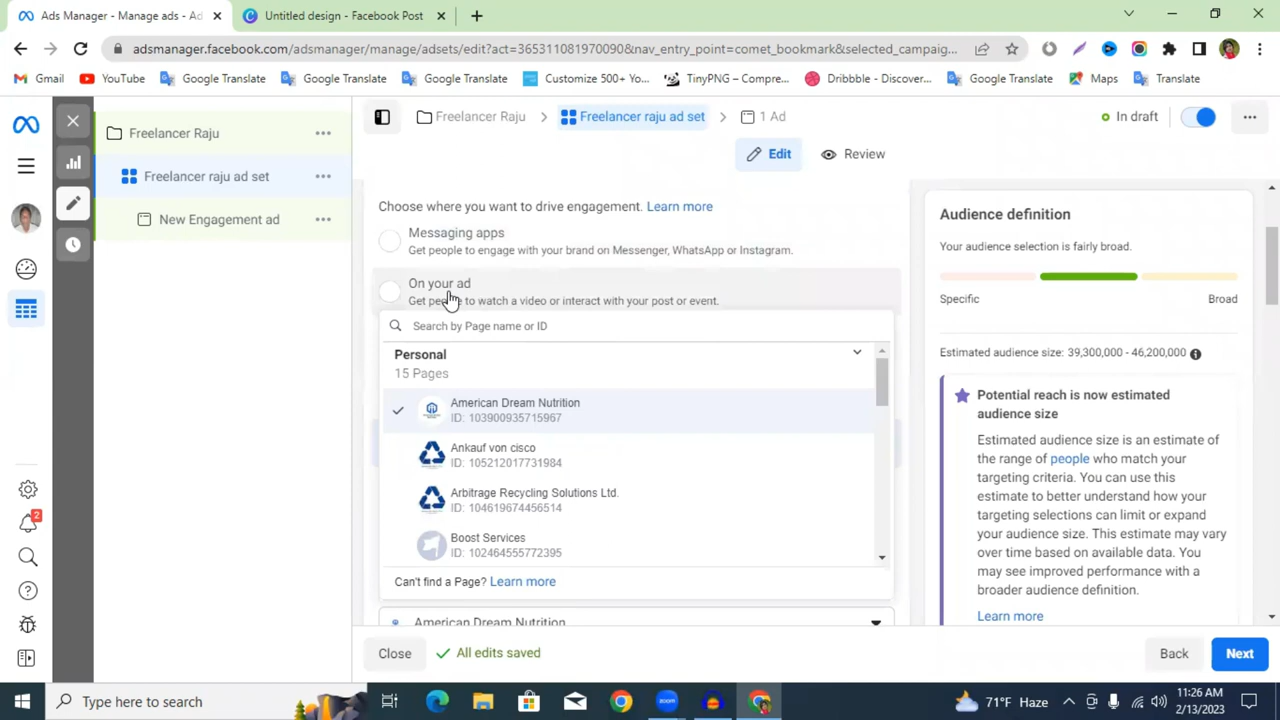 Ads Manager - Manage ads - Ad
Untitled design - Facebook Post
adsmanager.facebook.com/adsmanager/manage/adsets/edit?act=365311081970090&nav_entry_point=comet_bookmark&selected_campaig...
Gmail
YouTube
Google Translate
Google Translate
Google Translate
Customize 500+ Yo...
TinyPNG – Compre...
Dribbble - Discover...
Google Translate
Maps
Translate
Freelancer Raju
Freelancer raju ad set
New Engagement ad
Freelancer Raju
Freelancer raju ad set
1 Ad
In draft
Edit
Review
Choose where you want to drive engagement. Learn more
Messaging apps
Get people to engage with your brand on Messenger, WhatsApp or Instagram.
On your ad
Get people to watch a video or interact with your post or event.
Search by Page name or ID
Personal
15 Pages
American Dream Nutrition
ID: 103900935715967
Ankauf von cisco
ID: 105212017731984
Arbitrage Recycling Solutions Ltd.
ID: 104619674456514
Boost Services
ID: 102464555772395
Can't find a Page? Learn more
American Dream Nutrition
Audience definition
Your audience selection is fairly broad.
Specific
Broad
Estimated audience size: 39,300,000 - 46,200,000
Potential reach is now estimated
audience size
Estimated audience size is an estimate of
the range of people who match your
targeting criteria. You can use this
estimate to better understand how your
targeting selections can limit or expand
your audience size. This estimate may vary
over time based on available data. You
may see improved performance with a
broader audience definition.
Learn more
Close
All edits saved
Back
Next
2
Type here to search
zoom
71°F Haze
11:26 AM
2/13/2023